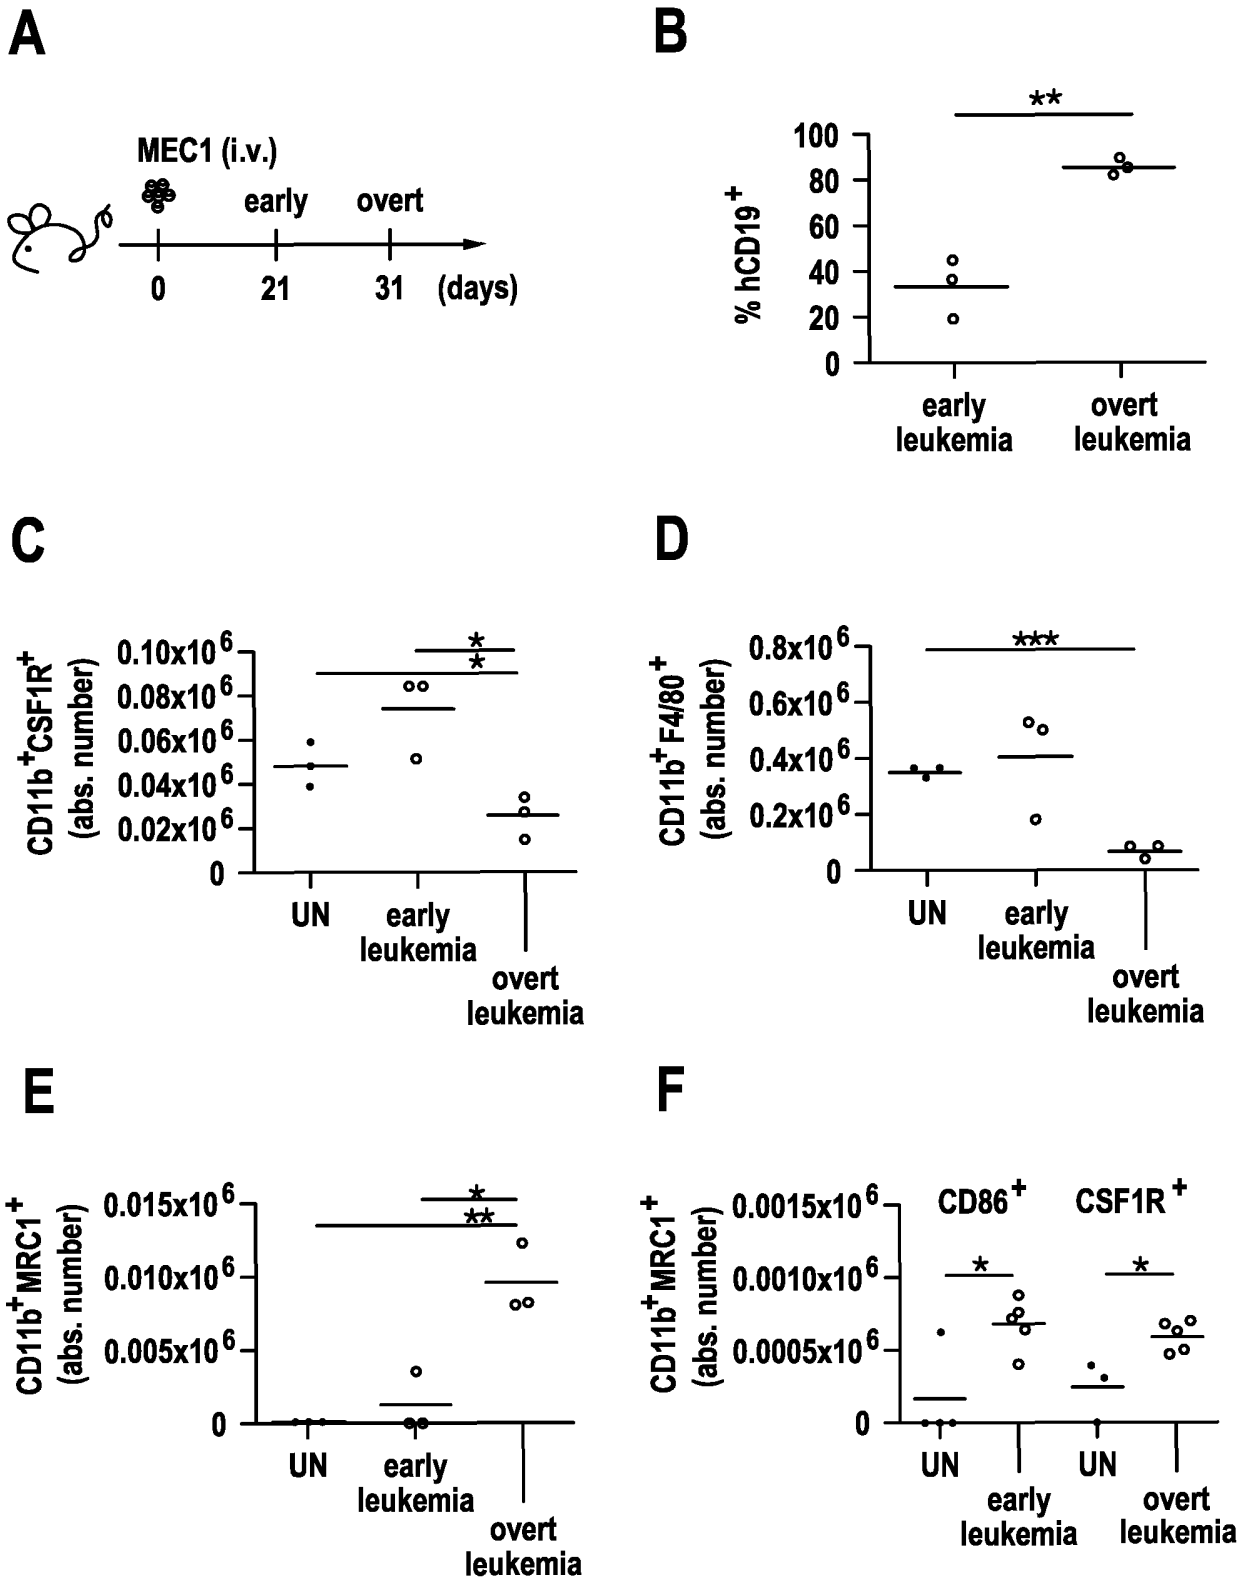 A
MEC1 (i.v.)
early overt
0 21 31 (days)
B
**
100
80
60
40
20
0
% hCD19+
early leukemia
overt leukemia
C
*
*
0.10x10^6
0.08x10^6
0.06x10^6
0.04x10^6
0.02x10^6
0
CD11b+CSF1R+
(abs. number)
UN
early
leukemia
overt
leukemia
D
***
0.8x10^6
0.6x10^6
0.4x10^6
0.2x10^6
0
CD11b+F4/80+
(abs. number)
UN
early
leukemia
overt
leukemia
E
*
**
0.015x10^6
0.010x10^6
0.005x10^6
0
CD11b+MRC1+
(abs. number)
UN
early
leukemia
overt
leukemia
F
CD86+ CSF1R+
* *
0.0015x10^6
0.0010x10^6
0.0005x10^6
0
CD11b+MRC1+
(abs. number)
UN
early
leukemia
UN
overt
leukemia